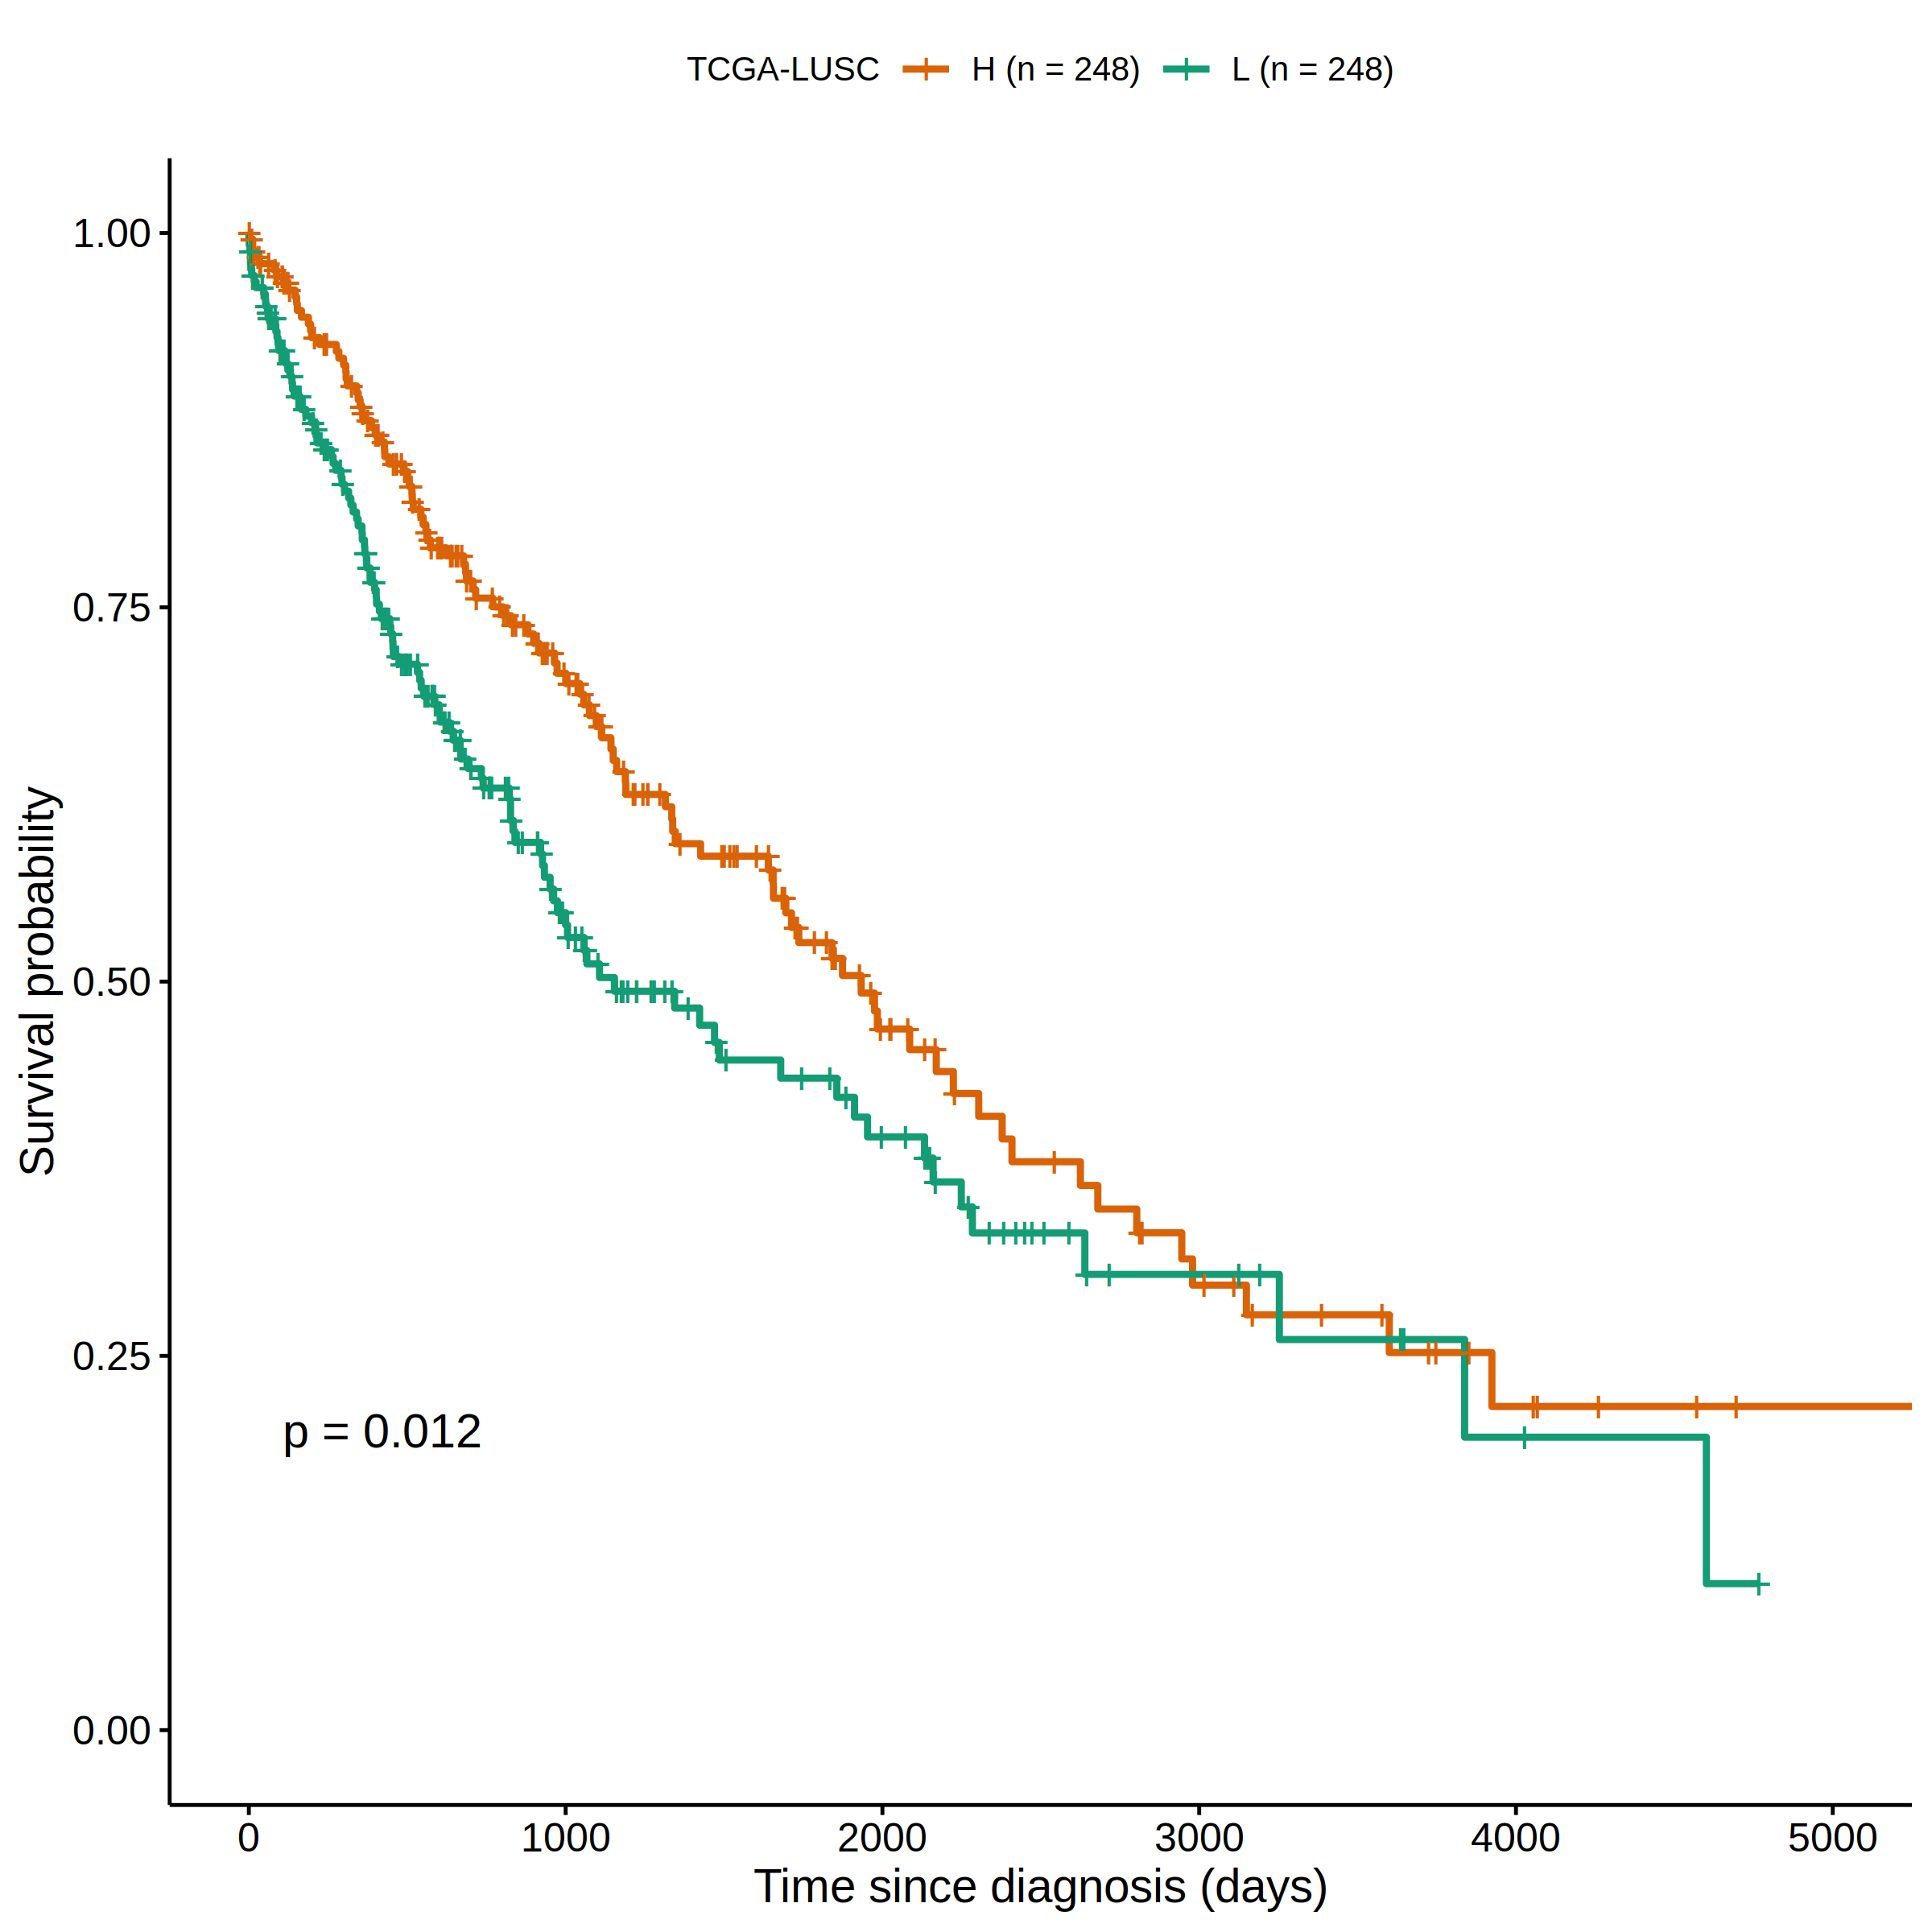 TCGA-LUSC H (n = 248) L (n = 248)
Survival probability
1.00
0.75
0.50
0.25
0.00
p = 0.012
0 1000 2000 3000 4000 5000
Time since diagnosis (days)